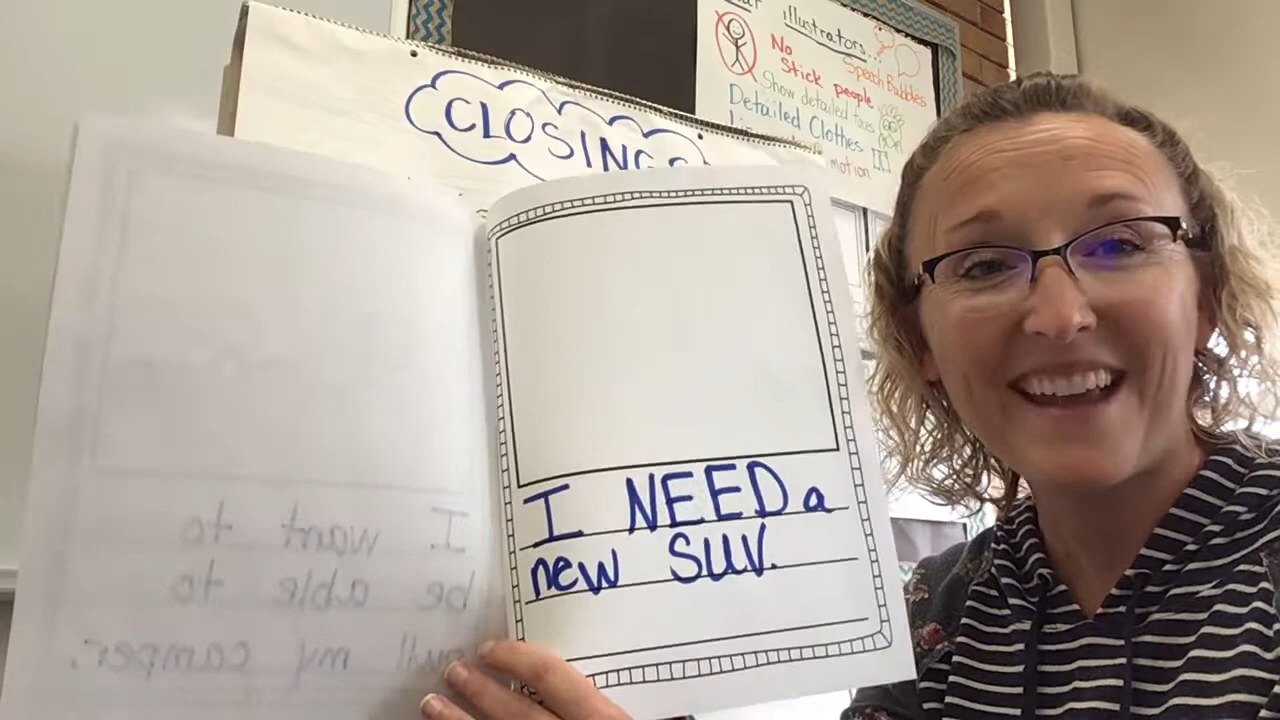 illustrators...
No
Stick people
Speech Bubbles
Show detailed faces
Detailed Clothes
motion
CLOSING
I NEED a
new SUV.
I want to
be able to
pull my camper.